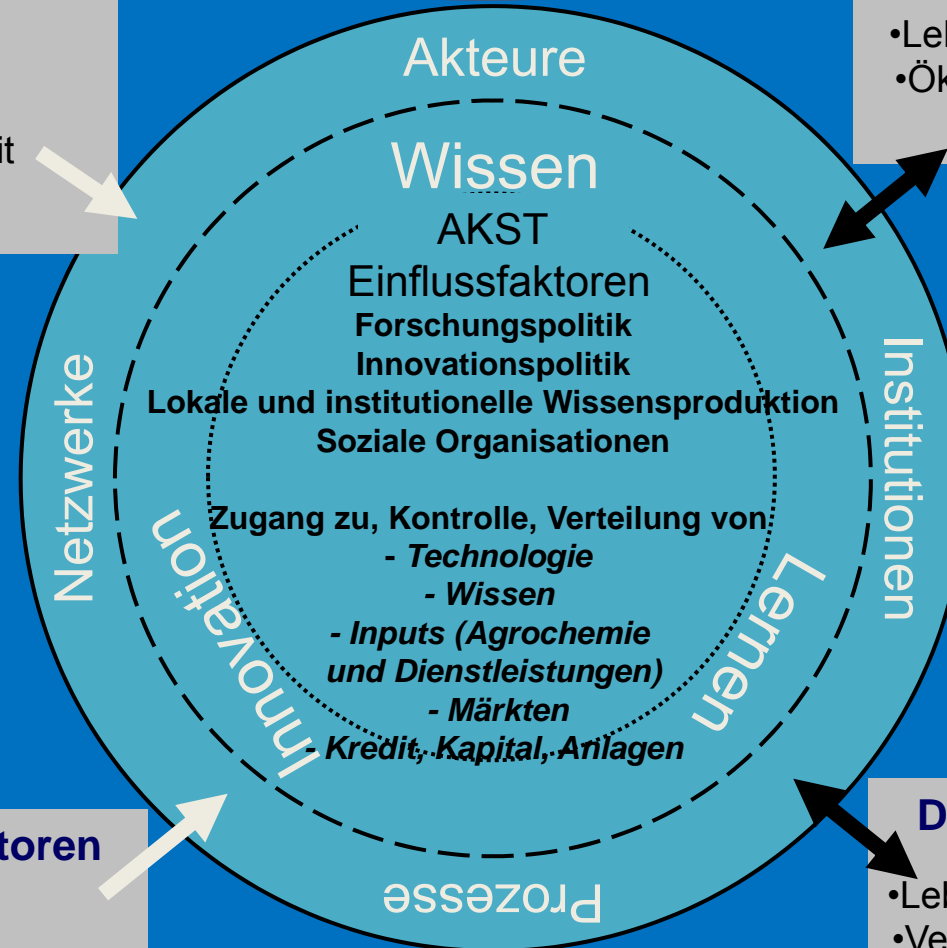 Akteure
Wissen
AKST
Einflussfaktoren
Forschungspolitik
Innovationspolitik
Lokale und institutionelle Wissensproduktion
Soziale Organisationen
Zugang zu, Kontrolle, Verteilung von
- Technologie
- Wissen
- Inputs (Agrochemie
und Dienstleistungen)
- Märkten
- Kredit, Kapital, Anlagen
Netzwerke
Institutionen
Innovation
Lernen
Prozesse